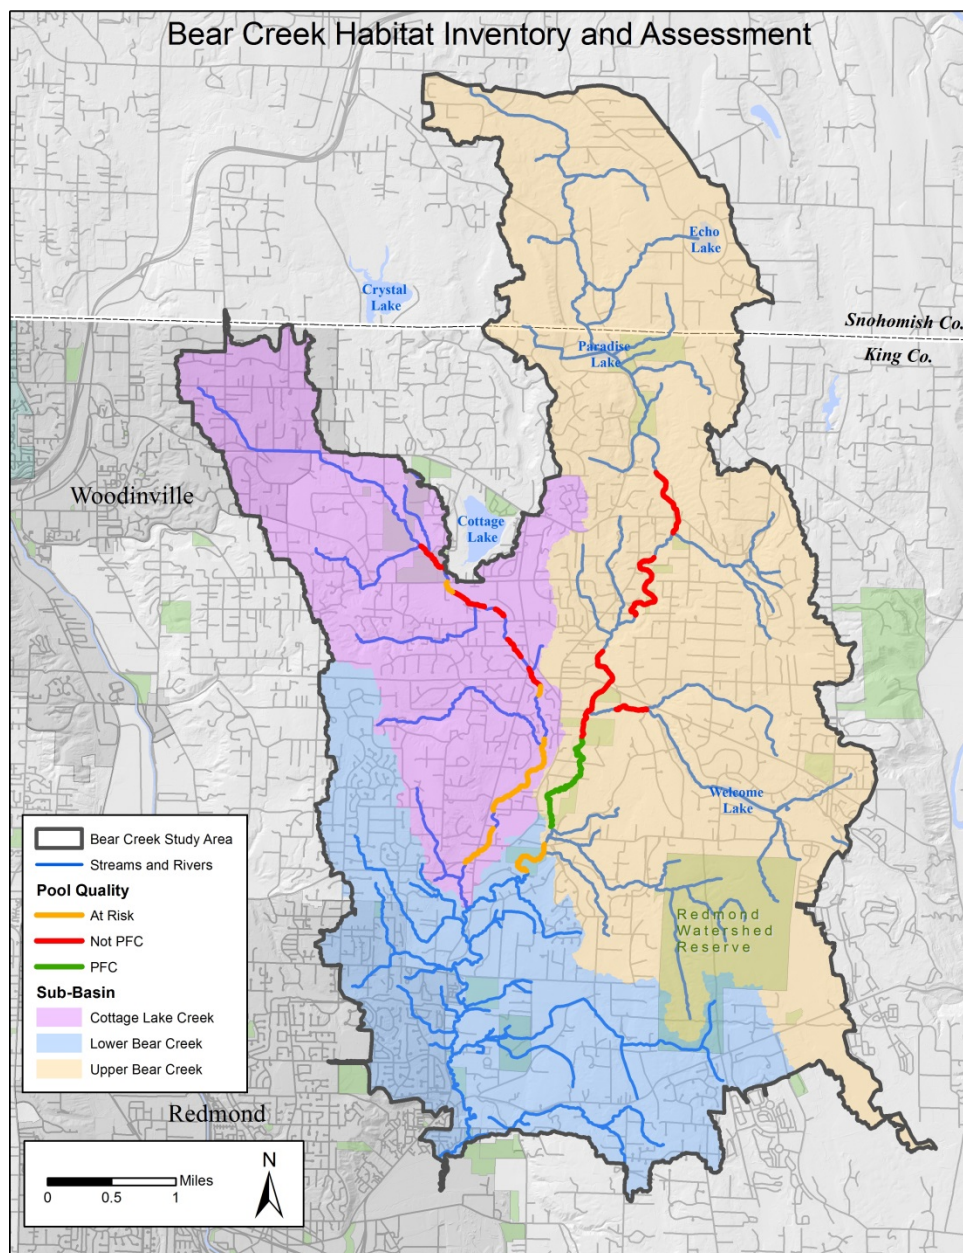 Bear Creek Habitat Inventory and Assessment
Echo
Lake
Crystal
Lake
Snohomish Co.
King Co.
Paradise
Lake
Woodinville
Cottage
Lake
Welcome
Lake
Redmond
Watershed
Reserve
Bear Creek Study Area
Streams and Rivers
Pool Quality
At Risk
Not PFC
PFC
Sub-Basin
Cottage Lake Creek
Lower Bear Creek
Upper Bear Creek
Redmond
N
Miles
0 0.5 1